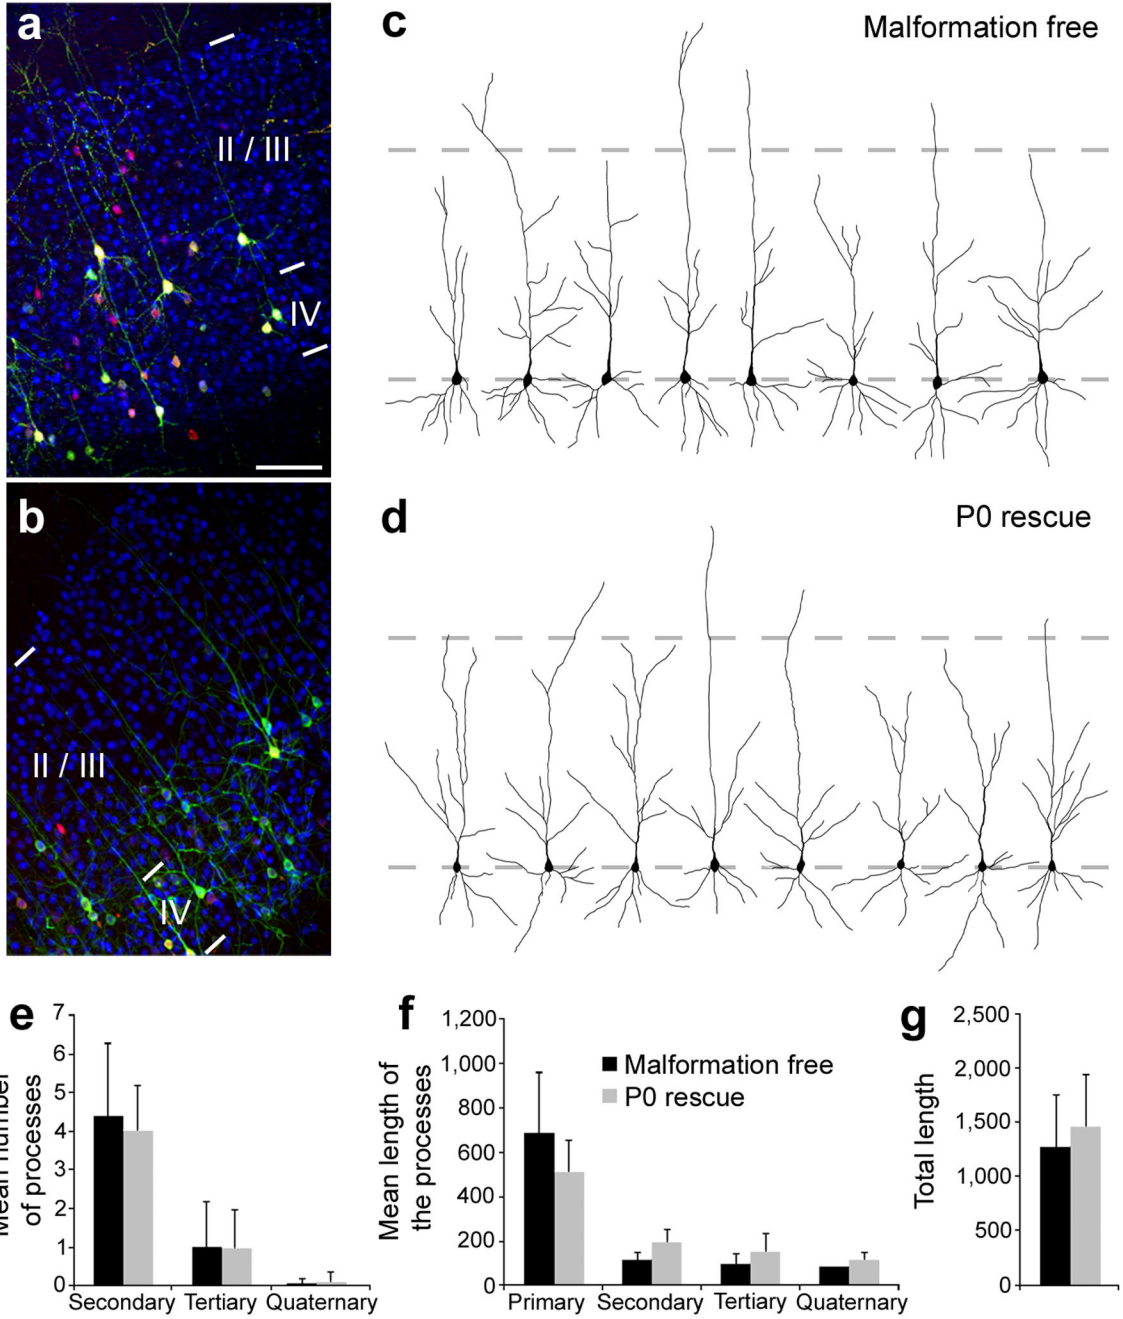 a
II / III
IV
b
II / III
IV
c
Malformation free
d
P0 rescue
e
7
6
5
4
3
2
1
0
Mean number
of processes
Secondary Tertiary Quaternary
f
1,200
1,000
800
600
400
200
0
Mean length of
the processes
Malformation free
P0 rescue
Primary Secondary Tertiary Quaternary
g
2,500
2,000
1,500
1,000
500
0
Total length